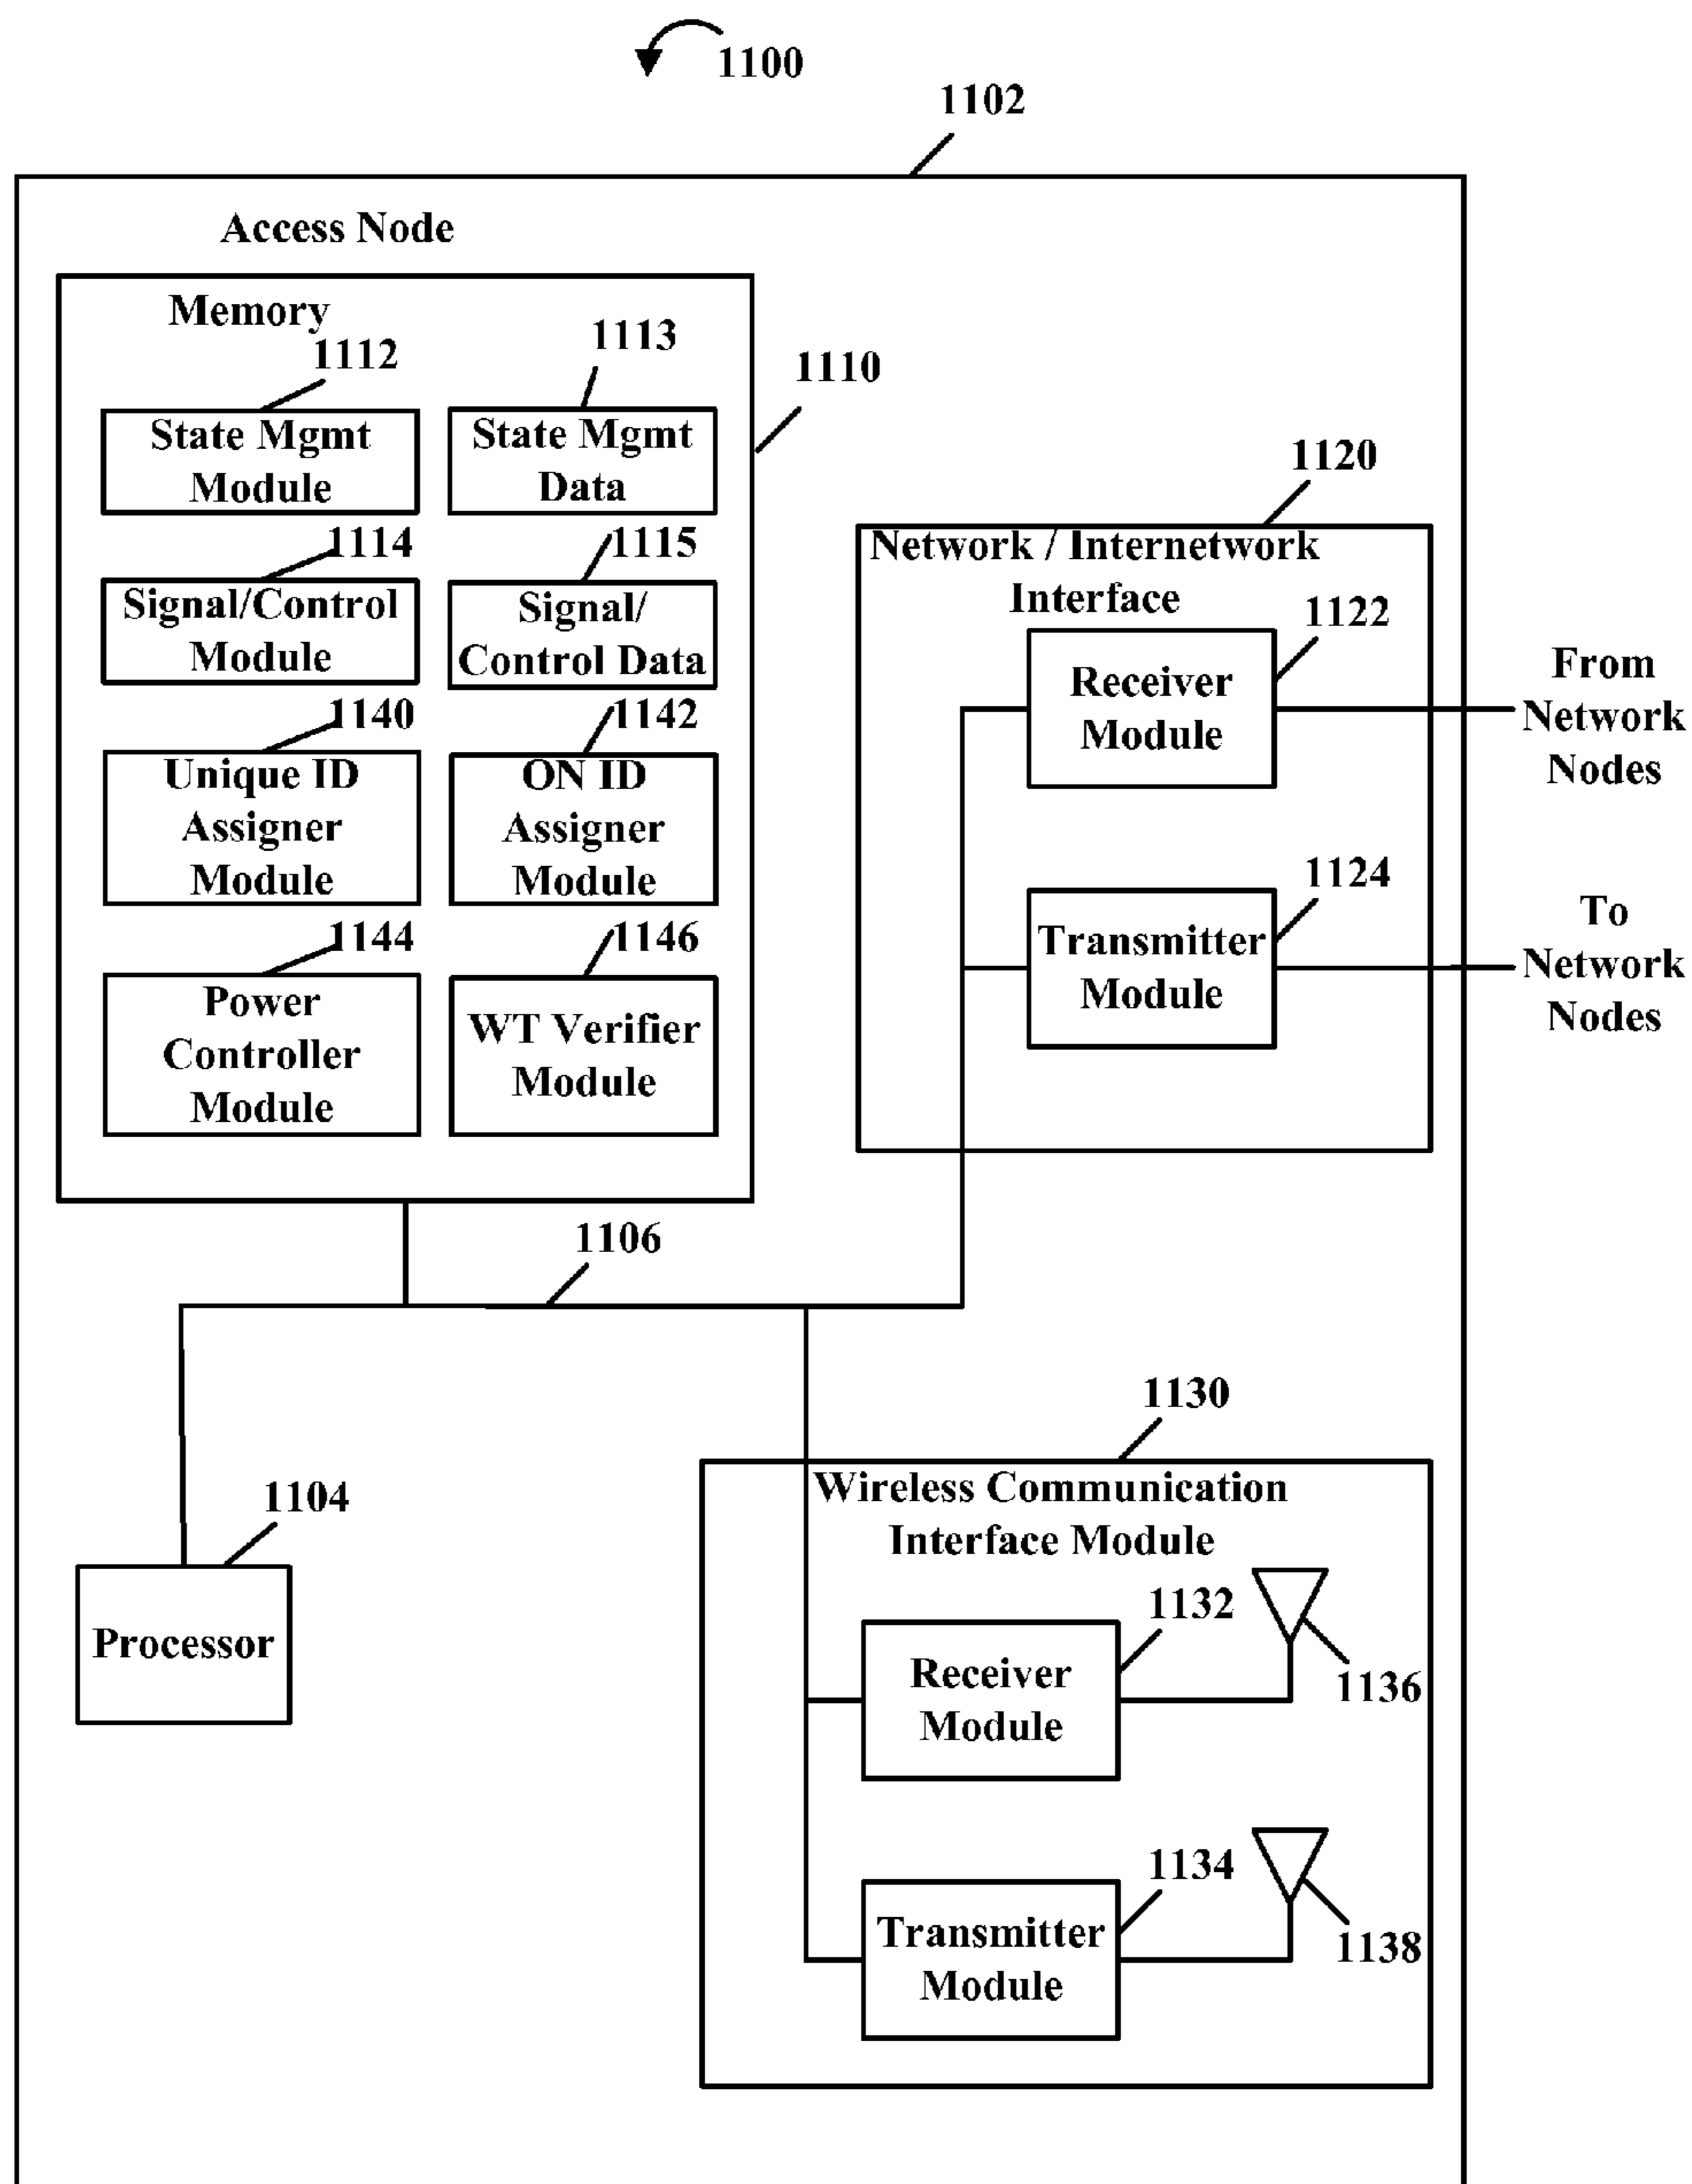 1100
1102
Access Node
Memory
1112
1113
1110
State Mgmt
Module
State Mgmt
Data
1114
1115
Signal/Control
Module
Signal/
Control Data
1140
1142
Unique ID
Assigner
Module
ON ID
Assigner
Module
1144
1146
Power
Controller
Module
WT Verifier
Module
1120
Network / Internetwork
Interface
1122
Receiver
Module
From
Network
Nodes
1124
Transmitter
Module
To
Network
Nodes
1106
1104
Processor
1130
Wireless Communication
Interface Module
1132
Receiver
Module
1136
1134
Transmitter
Module
1138